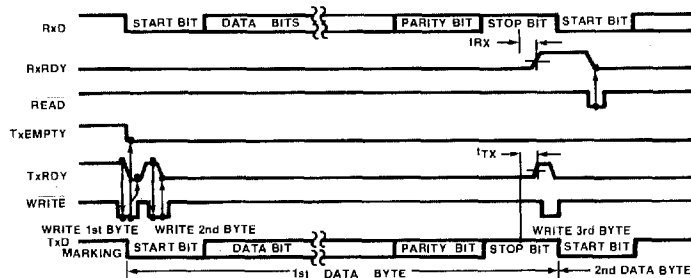 RxD START BIT DATA BITS PARITY BIT STOP BIT START BIT
tRX
RxRDY
READ
TxEMPTY
tTX
TxRDY
WRITE
WRITE 1st BYTE WRITE 2nd BYTE WRITE 3rd BYTE
TxD
MARKING START BIT DATA BIT PARITY BIT STOP BIT START BIT
1st DATA BYTE 2nd DATA BYTE